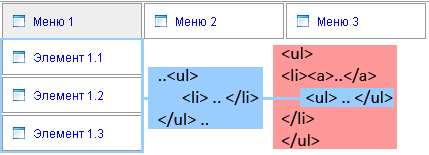 Меню 1 Меню 2 Меню 3
Элемент 1.1
Элемент 1.2
Элемент 1.3
..<ul>
<li> .. </li>
</ul> ..
<ul>
<li><a>..</a>
<ul> .. </ul>
</li>
</ul>